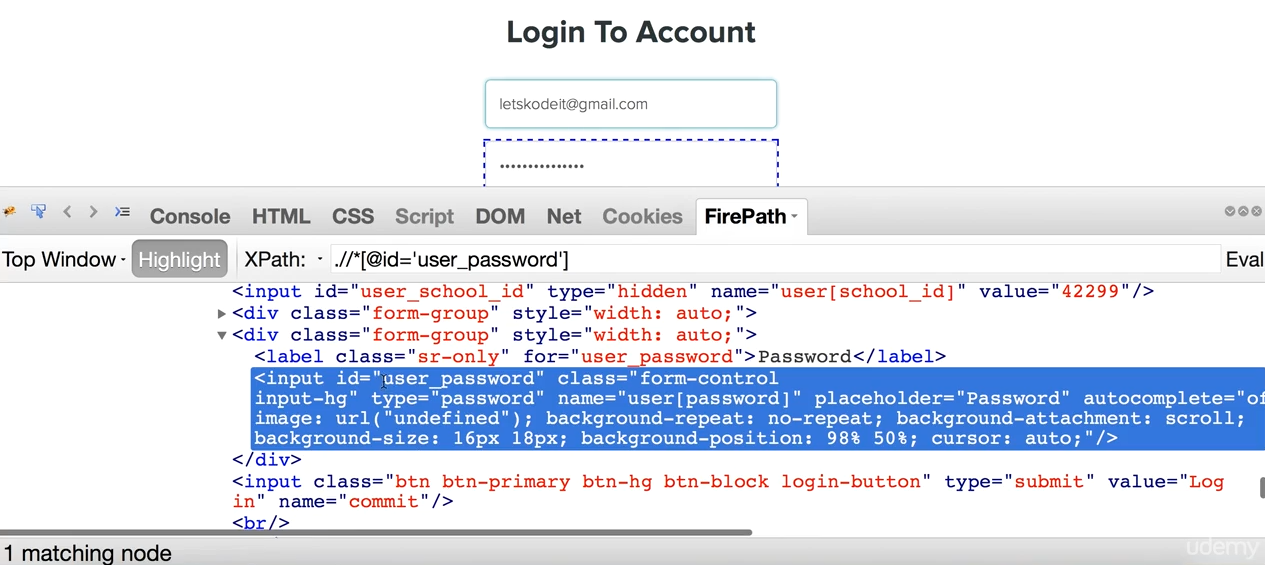 Login To Account
letskodeit@gmail.com
•••••••••••••••
Console HTML CSS Script DOM Net Cookies FirePath
Top Window Highlight XPath: .//*[@id='user_password'] Eval
<input id="user_school_id" type="hidden" name="user[school_id]" value="42299"/>
<div class="form-group" style="width: auto;">
<div class="form-group" style="width: auto;">
<label class="sr-only" for="user_password">Password</label>
<input id="user_password" class="form-control
input-hg" type="password" name="user[password]" placeholder="Password" autocomplete="of
image: url("undefined"); background-repeat: no-repeat; background-attachment: scroll;
background-size: 16px 18px; background-position: 98% 50%; cursor: auto;"/>
</div>
<input class="btn btn-primary btn-hg btn-block login-button" type="submit" value="Log
in" name="commit"/>
<br/>
1 matching node
udemy